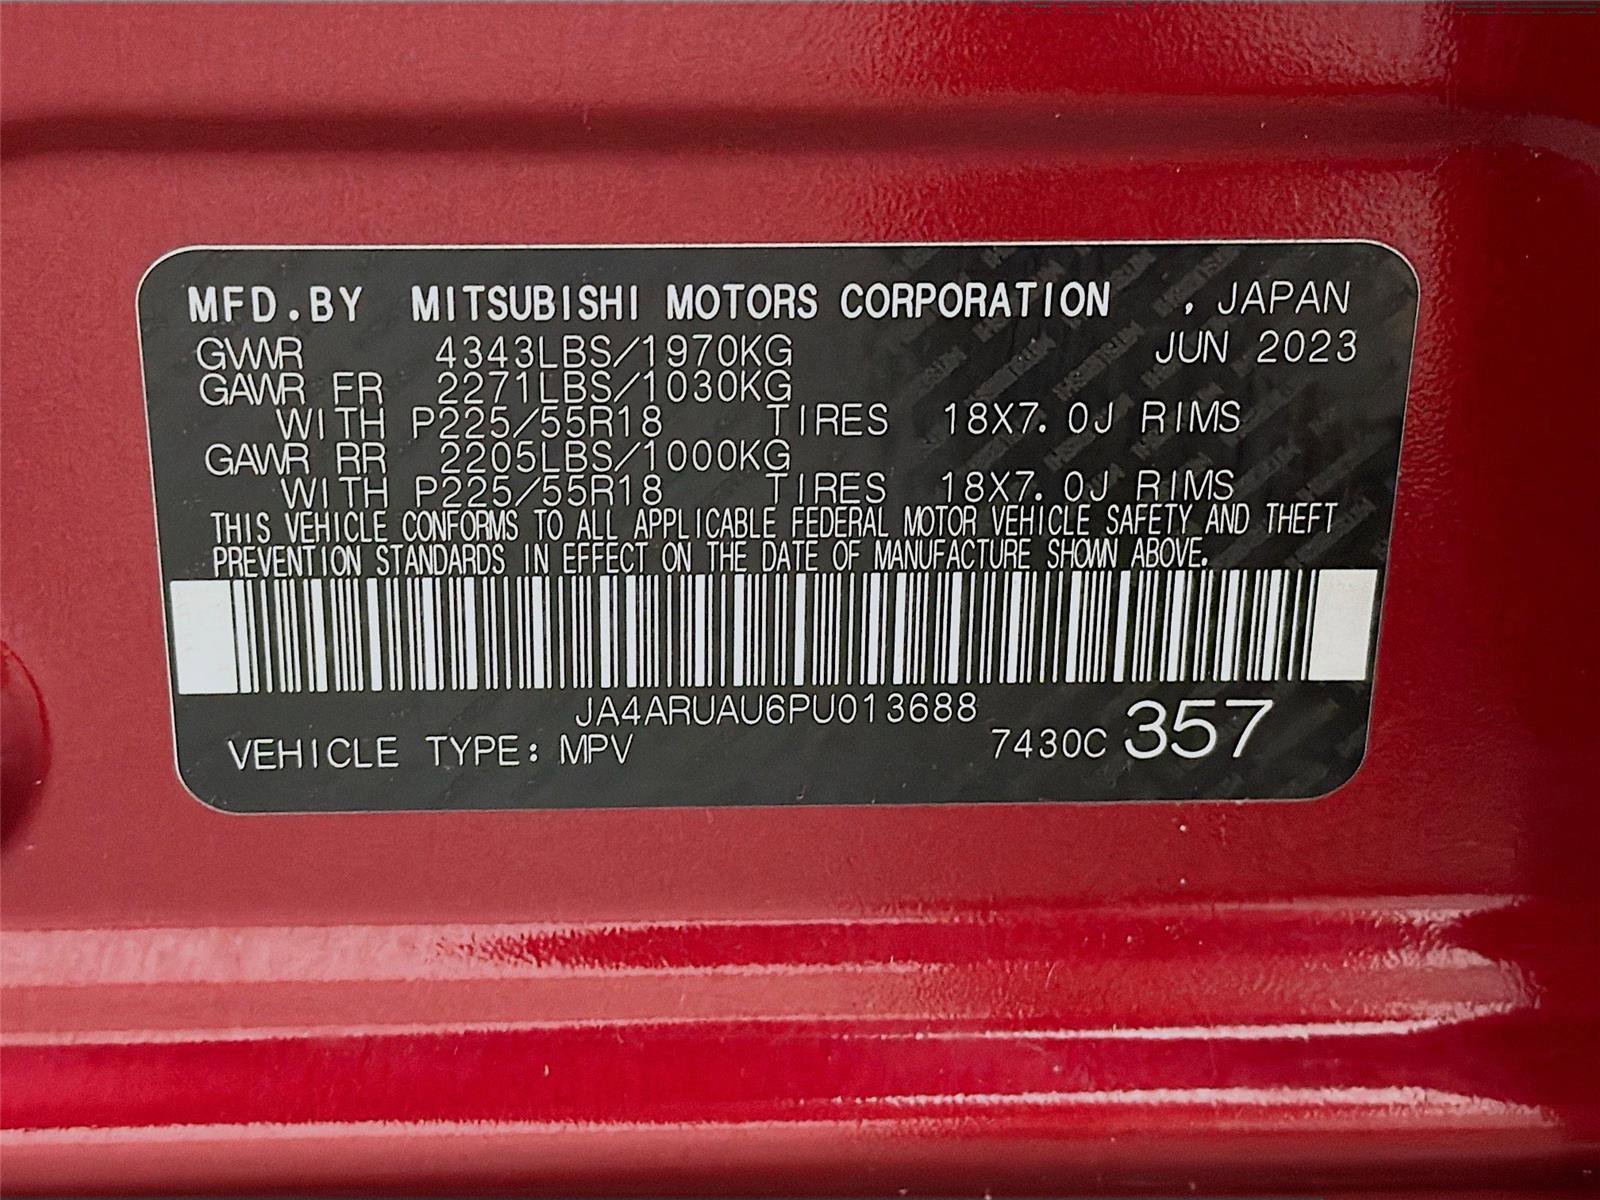 MFD.BY MITSUBISHI MOTORS CORPORATION , JAPAN
GVWR 4343LBS/1970KG JUN 2023
GAWR FR 2271LBS/1030KG
WITH P225/55R18 TIRES 18X7.0J RIMS
GAWR RR 2205LBS/1000KG
WITH P225/55R18 TIRES 18X7.0J RIMS
THIS VEHICLE CONFORMS TO ALL APPLICABLE FEDERAL MOTOR VEHICLE SAFETY AND THEFT
PREVENTION STANDARDS IN EFFECT ON THE DATE OF MANUFACTURE SHOWN ABOVE.
JA4ARUAU6PU013688
VEHICLE TYPE: MPV 7430C 357